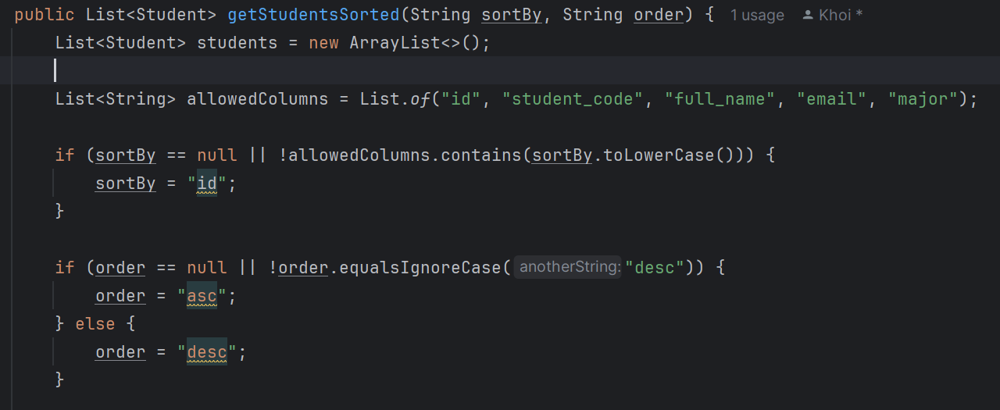 public List<Student> getStudentsSorted(String sortBy, String order) { 1 usage Khoi *
List<Student> students = new ArrayList<>();
List<String> allowedColumns = List.of("id", "student_code", "full_name", "email", "major");
if (sortBy == null || !allowedColumns.contains(sortBy.toLowerCase())) {
sortBy = "id";
}
if (order == null || !order.equalsIgnoreCase( anotherString: "desc")) {
order = "asc";
} else {
order = "desc";
}